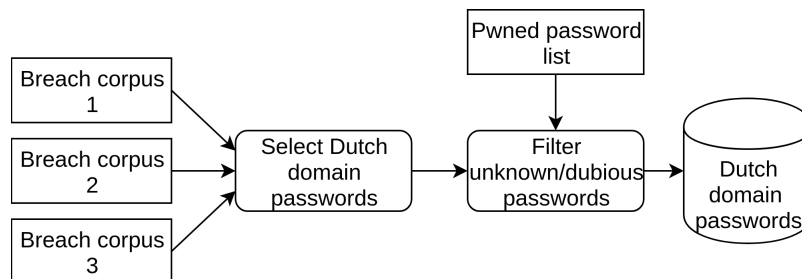 Pwned password
list
Breach corpus
1
Breach corpus
2
Breach corpus
3
Select Dutch
domain
passwords
Filter
unknown/dubious
passwords
Dutch
domain
passwords